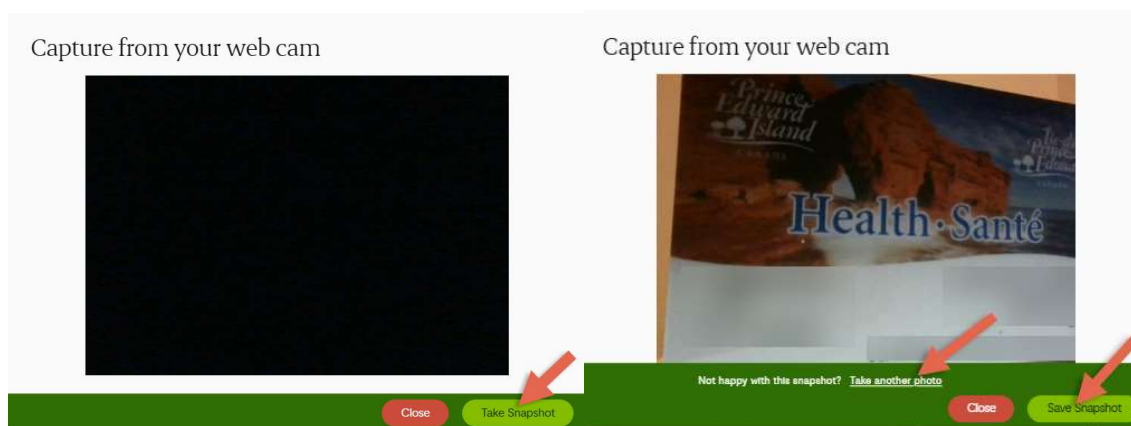 Capture from your web cam
Close
Take Snapshot
Capture from your web cam
Prince
Edward
Island
CANADA
Health·Santé
Not happy with this snapshot? Take another photo
Close
Save Snapshot